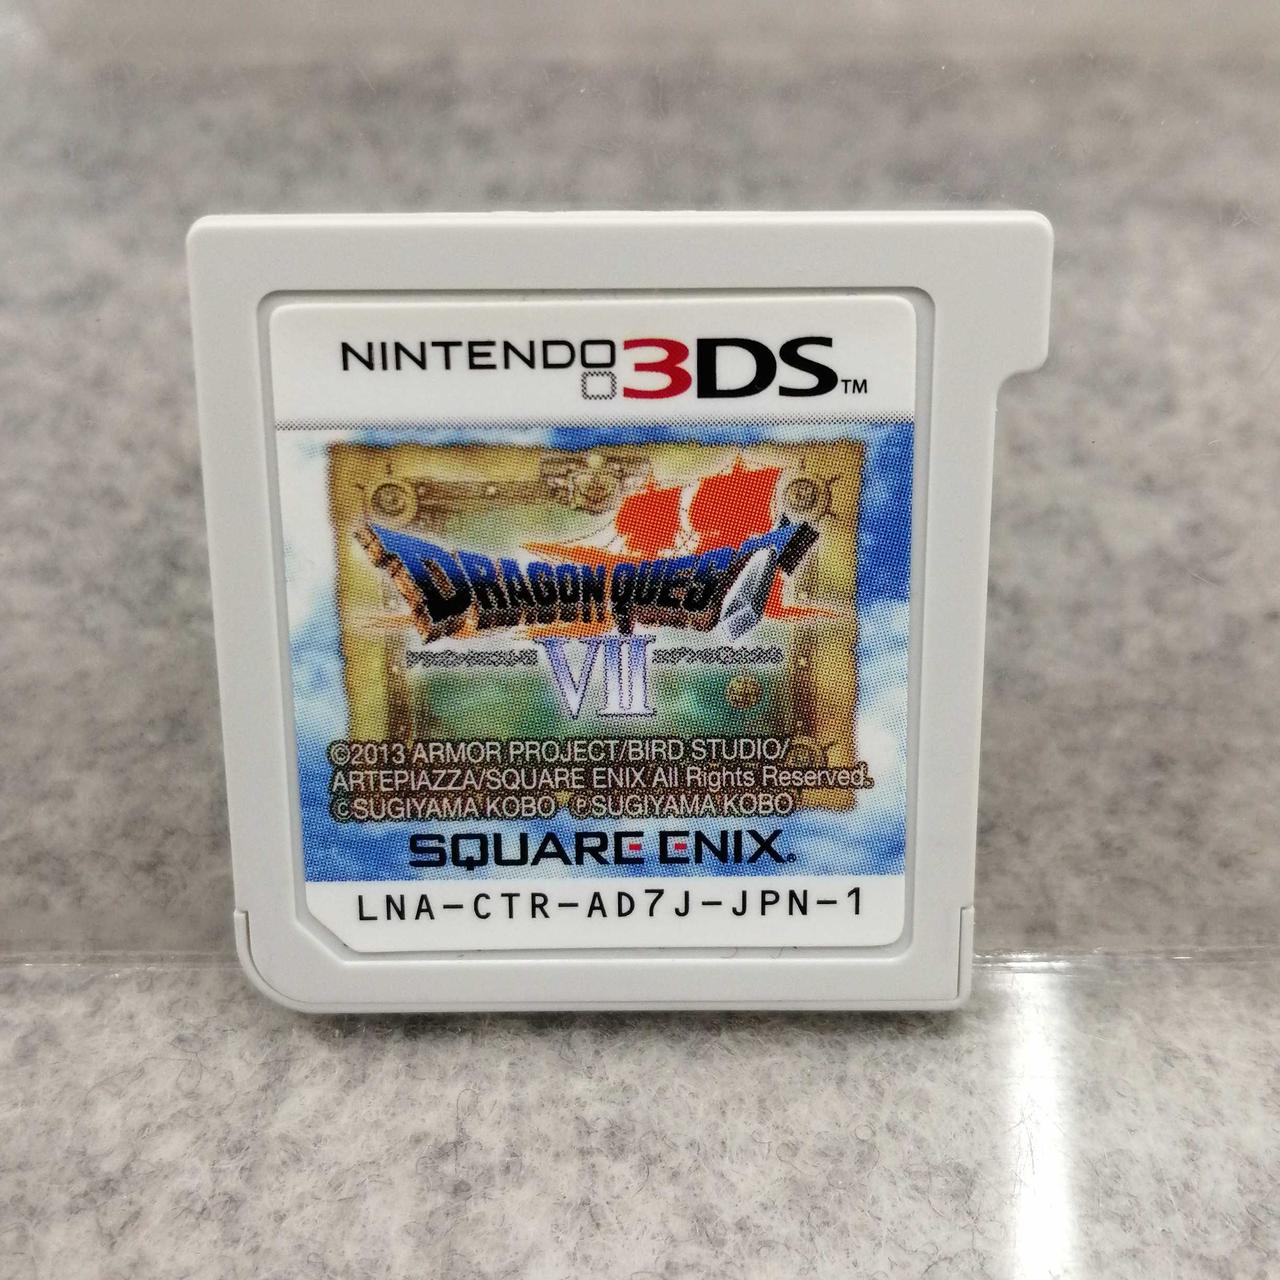 NINTENDO 3DS™
DRAGON QUEST
VII
©2013 ARMOR PROJECT/BIRD STUDIO/
ARTEPIAZZA/SQUARE ENIX All Rights Reserved.
©SUGIYAMA KOBO ℗SUGIYAMA KOBO
SQUARE ENIX®
LNA-CTR-AD7J-JPN-1